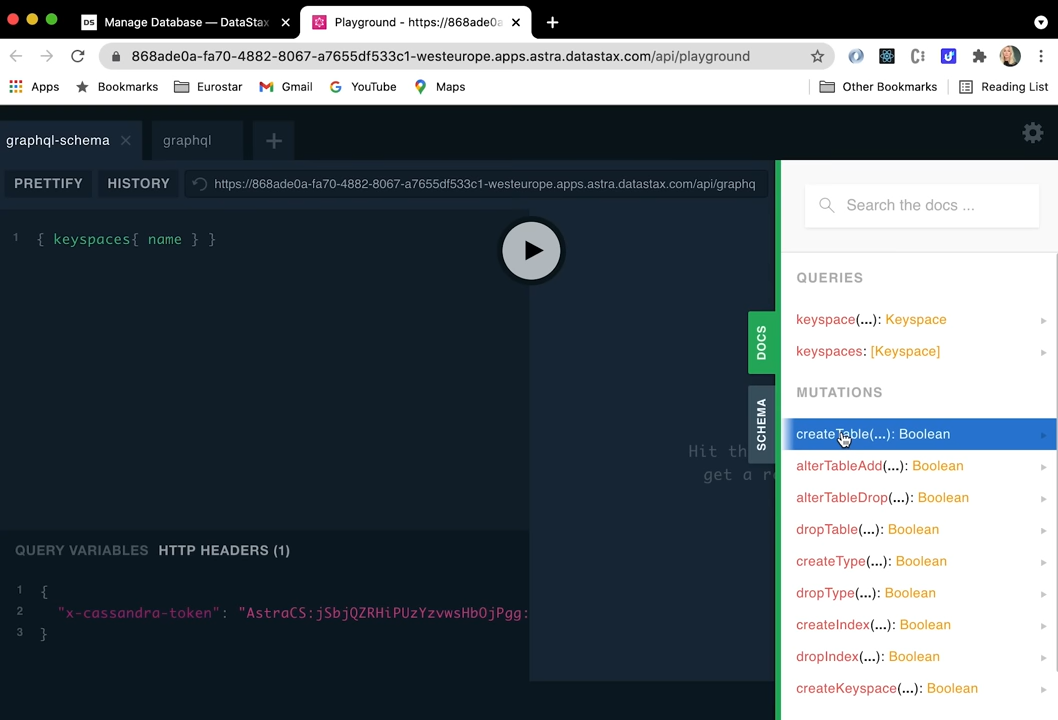 Manage Database — DataStax
Playground - https://868ade0a
868ade0a-fa70-4882-8067-a7655df533c1-westeurope.apps.astra.datastax.com/api/playground
Apps
Bookmarks
Eurostar
Gmail
YouTube
Maps
Other Bookmarks
Reading List
graphql-schema
graphql
PRETTIFY
HISTORY
https://868ade0a-fa70-4882-8067-a7655df533c1-westeurope.apps.astra.datastax.com/api/graphq
1 { keyspaces{ name } }
Hit th
get a r
QUERY VARIABLES HTTP HEADERS (1)
1 {
2 "x-cassandra-token": "AstraCS:jSbjQZRHiPUzYzvwsHbOjPgg:
3 }
DOCS
SCHEMA
Search the docs ...
QUERIES
keyspace(...): Keyspace
keyspaces: [Keyspace]
MUTATIONS
createTable(...): Boolean
alterTableAdd(...): Boolean
alterTableDrop(...): Boolean
dropTable(...): Boolean
createType(...): Boolean
dropType(...): Boolean
createIndex(...): Boolean
dropIndex(...): Boolean
createKeyspace(...): Boolean